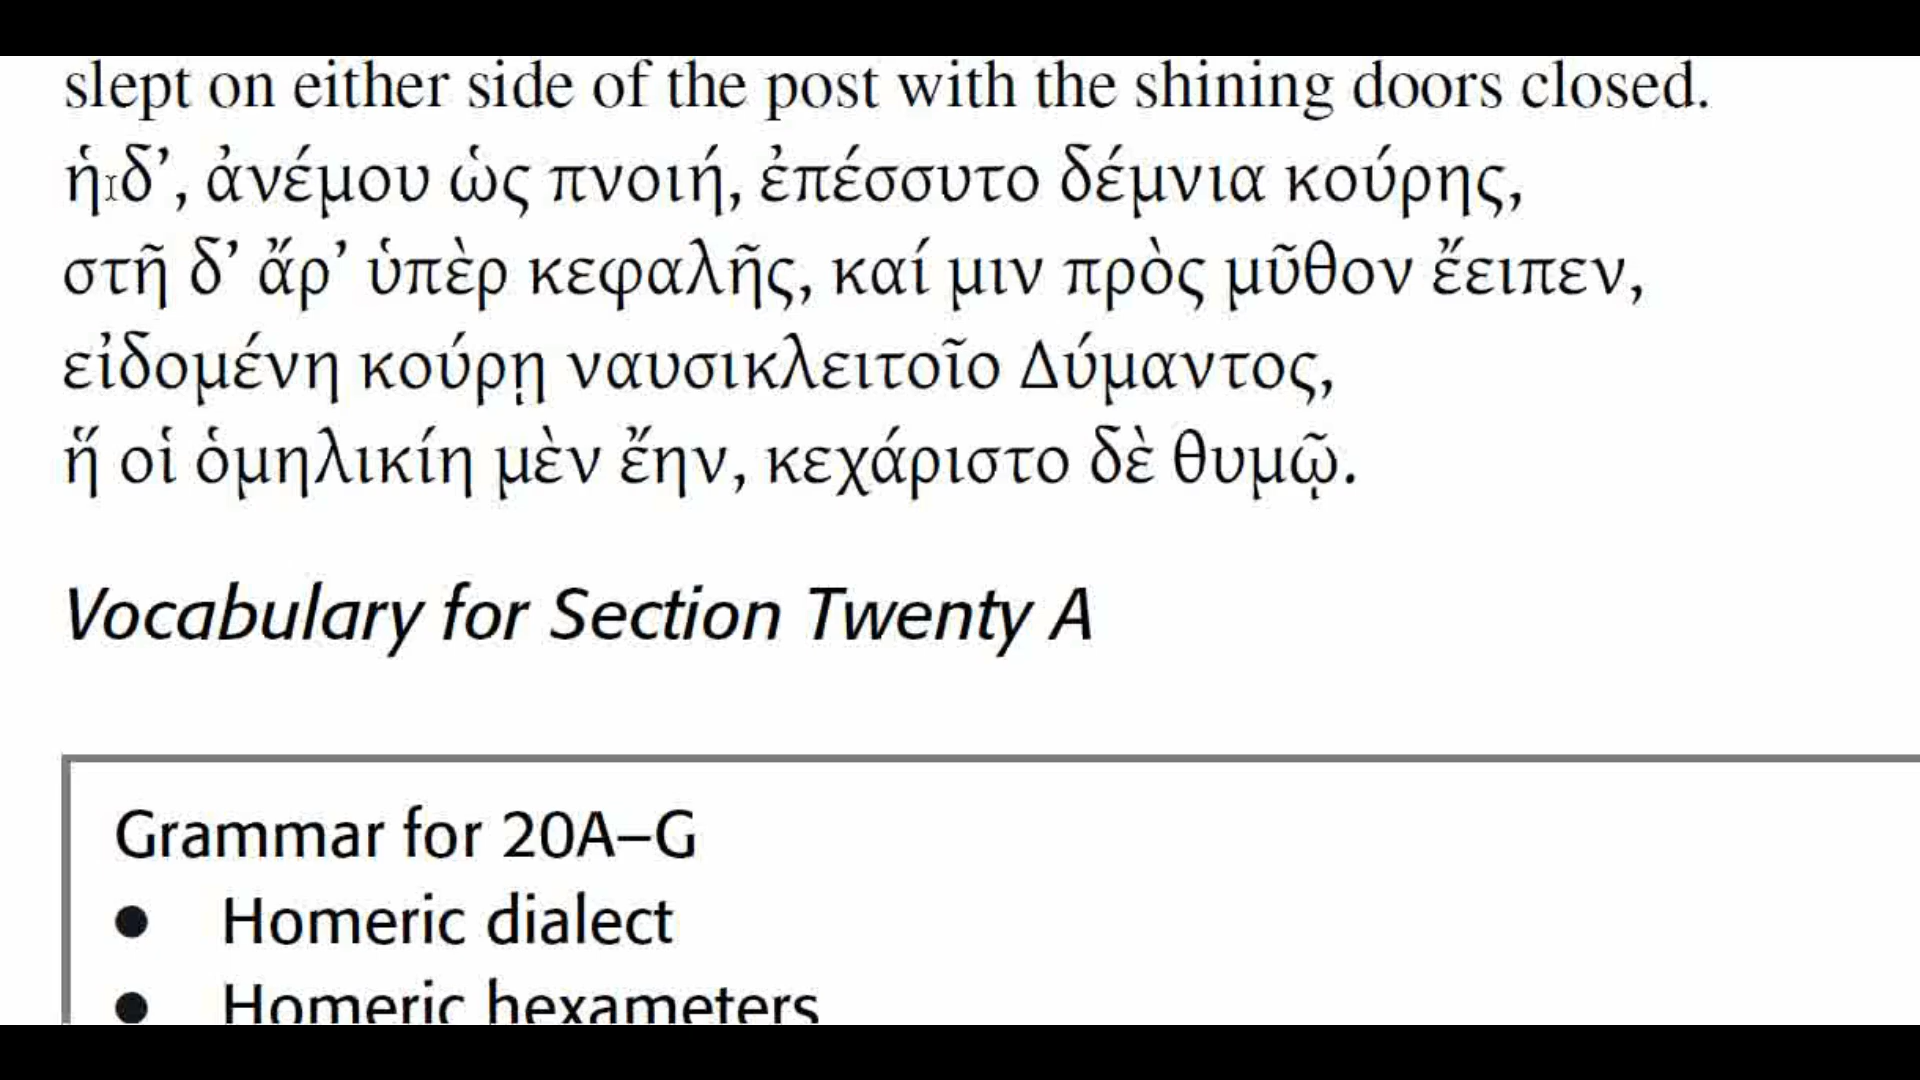 slept on either side of the post with the shining doors closed.
ἡ δ’, ἀνέμου ὡς πνοιή, ἐπέσσυτο δέμνια κούρης,
στῆ δ’ ἄρ’ ὑπὲρ κεφαλῆς, καί μιν πρὸς μῦθον ἔειπεν,
εἰδομένη κούρῃ ναυσικλειτοῖο Δύμαντος,
ἥ οἱ ὁμηλικίη μὲν ἔην, κεχάριστο δὲ θυμῷ.
Vocabulary for Section Twenty A
Grammar for 20A–G
● Homeric dialect
● Homeric hexameters